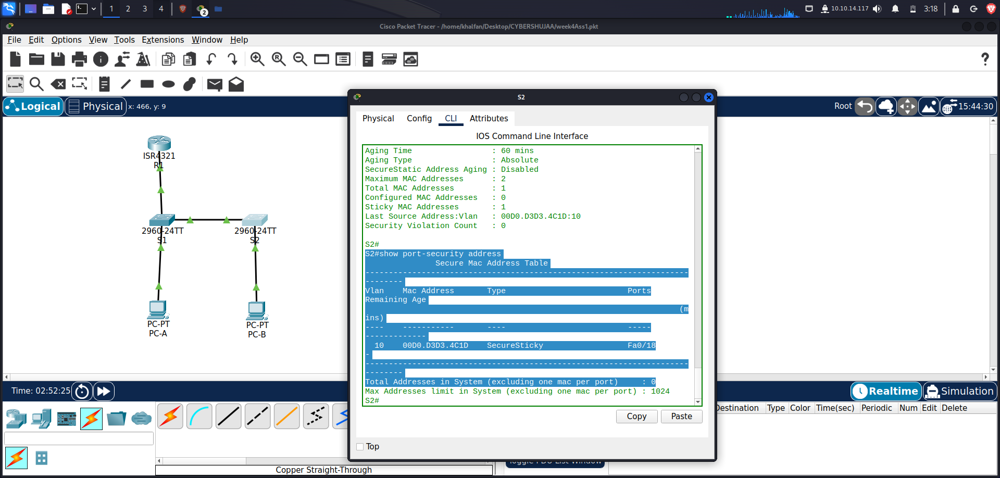 1
2
3
4
2
10.10.14.117
3:18
Cisco Packet Tracer - /home/khalfan/Desktop/CYBERSHUJAA/week4Ass1.pkt
File Edit Options View Tools Extensions Window Help
?
Logical
Physical
x: 466, y: 9
Root
15:44:30
ISR4321
R1
2960-24TT
S1
2960-24TT
S2
PC-PT
PC-A
PC-PT
PC-B
S2
Physical Config CLI Attributes
IOS Command Line Interface
Aging Time : 60 mins
Aging Type : Absolute
SecureStatic Address Aging : Disabled
Maximum MAC Addresses : 2
Total MAC Addresses : 1
Configured MAC Addresses : 0
Sticky MAC Addresses : 1
Last Source Address:Vlan : 00D0.D3D3.4C1D:10
Security Violation Count : 0
S2#
S2#show port-security address
Secure Mac Address Table
---------------------------------------------------------------------
--------
Vlan Mac Address Type Ports
Remaining Age
(m
ins)
---- ----------- ---- -----
-------------
10 00D0.D3D3.4C1D SecureSticky Fa0/18
-
---------------------------------------------------------------------
--------
Total Addresses in System (excluding one mac per port) : 0
Max Addresses limit in System (excluding one mac per port) : 1024
S2#
Copy
Paste
Top
Time: 02:52:25
Realtime
Simulation
Destination Type Color Time(sec) Periodic Num Edit Delete
Toggle PDU List Window
Copper Straight-Through